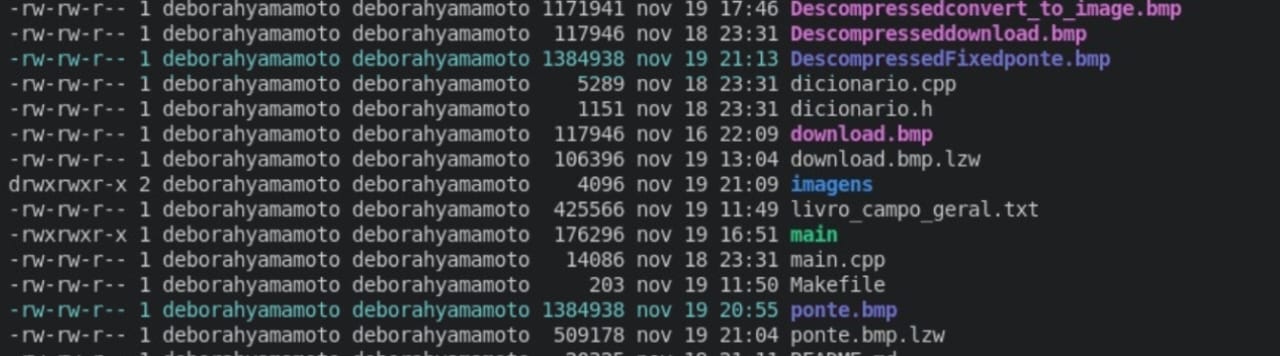 -rw-rw-r-- 1 deborahyamamoto deborahyamamoto 1171941 nov 19 17:46 Descompressedconvert_to_image.bmp
-rw-rw-r-- 1 deborahyamamoto deborahyamamoto 117946 nov 18 23:31 Descompresseddownload.bmp
-rw-rw-r-- 1 deborahyamamoto deborahyamamoto 1384938 nov 19 21:13 DescompressedFixedponte.bmp
-rw-rw-r-- 1 deborahyamamoto deborahyamamoto 5289 nov 18 23:31 dicionario.cpp
-rw-rw-r-- 1 deborahyamamoto deborahyamamoto 1151 nov 18 23:31 dicionario.h
-rw-rw-r-- 1 deborahyamamoto deborahyamamoto 117946 nov 16 22:09 download.bmp
-rw-rw-r-- 1 deborahyamamoto deborahyamamoto 106396 nov 19 13:04 download.bmp.lzw
drwxrwxr-x 2 deborahyamamoto deborahyamamoto 4096 nov 19 21:09 imagens
-rw-rw-r-- 1 deborahyamamoto deborahyamamoto 425566 nov 19 11:49 livro_campo_geral.txt
-rwxrwxr-x 1 deborahyamamoto deborahyamamoto 176296 nov 19 16:51 main
-rw-rw-r-- 1 deborahyamamoto deborahyamamoto 14086 nov 18 23:31 main.cpp
-rw-rw-r-- 1 deborahyamamoto deborahyamamoto 203 nov 19 11:50 Makefile
-rw-rw-r-- 1 deborahyamamoto deborahyamamoto 1384938 nov 19 20:55 ponte.bmp
-rw-rw-r-- 1 deborahyamamoto deborahyamamoto 509178 nov 19 21:04 ponte.bmp.lzw